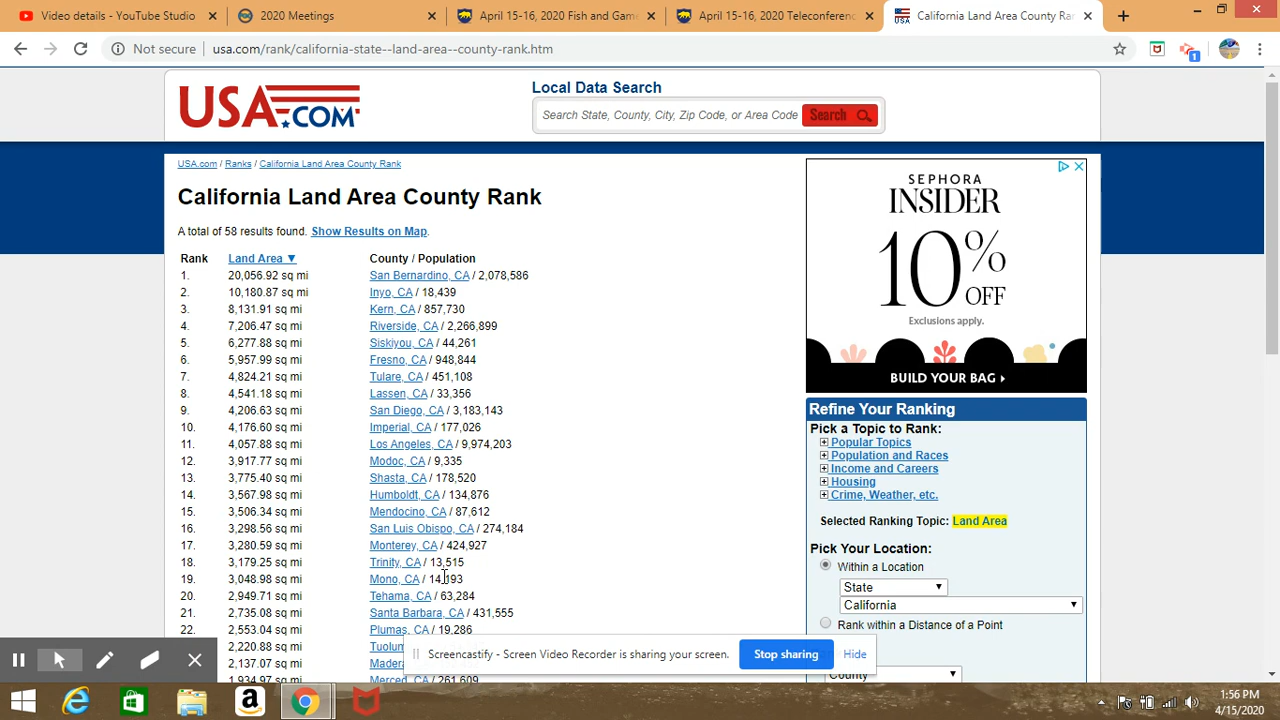 Video details - YouTube Studio
2020 Meetings
April 15-16, 2020 Fish and Game
April 15-16, 2020 Teleconferenc
California Land Area County Ran
Not secure
usa.com/rank/california-state--land-area--county-rank.htm
1
USA.COM
Local Data Search
Search State, County, City, Zip Code, or Area Code
Search
USA.com / Ranks / California Land Area County Rank
California Land Area County Rank
A total of 58 results found. Show Results on Map.
Rank Land Area ▼ County / Population
1. 20,056.92 sq mi San Bernardino, CA / 2,078,586
2. 10,180.87 sq mi Inyo, CA / 18,439
3. 8,131.91 sq mi Kern, CA / 857,730
4. 7,206.47 sq mi Riverside, CA / 2,266,899
5. 6,277.88 sq mi Siskiyou, CA / 44,261
6. 5,957.99 sq mi Fresno, CA / 948,844
7. 4,824.21 sq mi Tulare, CA / 451,108
8. 4,541.18 sq mi Lassen, CA / 33,356
9. 4,206.63 sq mi San Diego, CA / 3,183,143
10. 4,176.60 sq mi Imperial, CA / 177,026
11. 4,057.88 sq mi Los Angeles, CA / 9,974,203
12. 3,917.77 sq mi Modoc, CA / 9,335
13. 3,775.40 sq mi Shasta, CA / 178,520
14. 3,567.98 sq mi Humboldt, CA / 134,876
15. 3,506.34 sq mi Mendocino, CA / 87,612
16. 3,298.56 sq mi San Luis Obispo, CA / 274,184
17. 3,280.59 sq mi Monterey, CA / 424,927
18. 3,179.25 sq mi Trinity, CA / 13,515
19. 3,048.98 sq mi Mono, CA /
20. 2,949.71 sq mi Tehama, CA / 63,284
21. 2,735.08 sq mi Santa Barbara, CA / 431,555
22. 2,553.04 sq mi Plumas, CA / 19,286
2,220.88 sq mi Tuolum
2,137.07 sq mi Madera
1,934.97 sq mi Merced, CA / 261,609
SEPHORA
INSIDER
10% OFF
Exclusions apply.
BUILD YOUR BAG
Refine Your Ranking
Pick a Topic to Rank:
Popular Topics
Population and Races
Income and Careers
Housing
Crime, Weather, etc.
Selected Ranking Topic: Land Area
Pick Your Location:
Within a Location
State
California
Rank within a Distance of a Point
County
Screencastify - Screen Video Recorder is sharing your screen.
Stop sharing
Hide
1:56 PM
4/15/2020